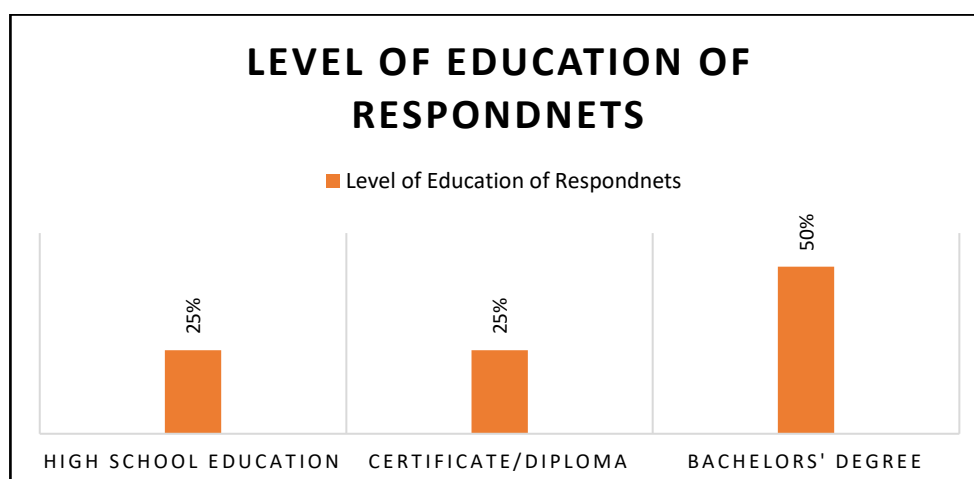 LEVEL OF EDUCATION OF
RESPONDNETS
Level of Education of Respondnets
25%
25%
50%
HIGH SCHOOL EDUCATION
CERTIFICATE/DIPLOMA
BACHELORS' DEGREE